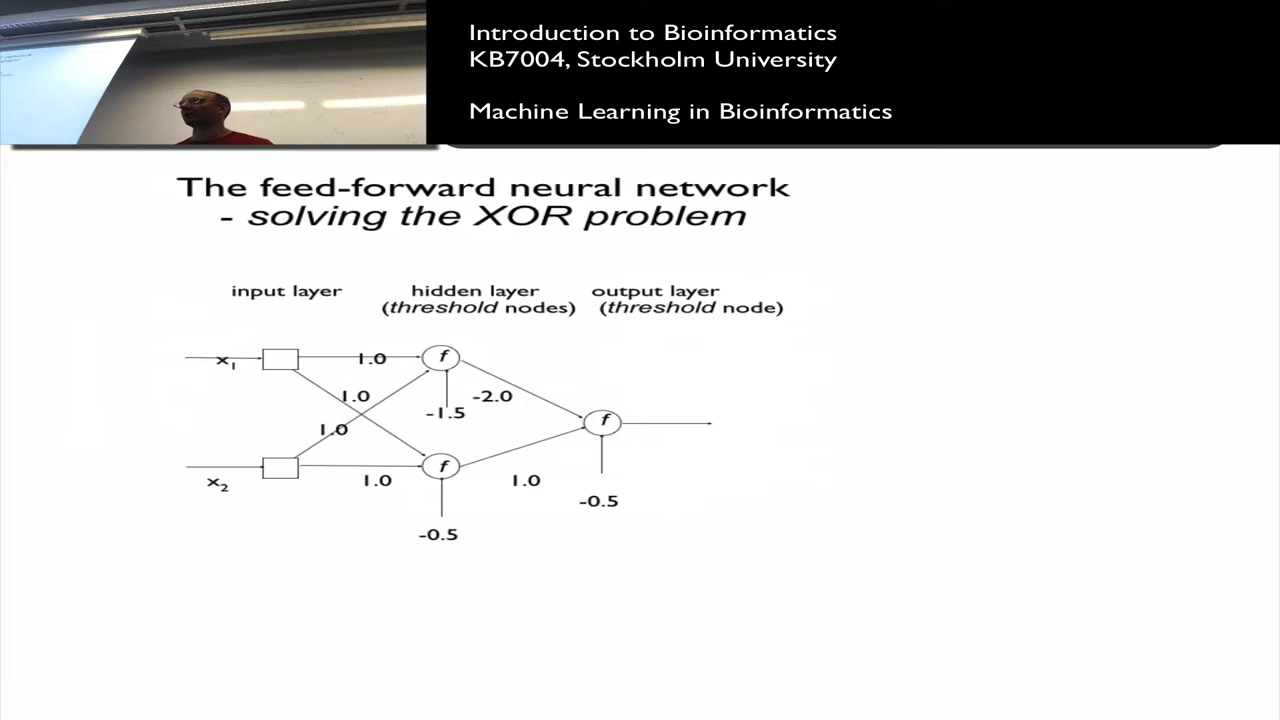 Introduction to Bioinformatics
KB7004, Stockholm University
Machine Learning in Bioinformatics
The feed-forward neural network
- solving the XOR problem
input layer
hidden layer
(threshold nodes)
output layer
(threshold node)
x1
1.0
f
1.0
-2.0
-1.5
f
1.0
x2
1.0
f
1.0
-0.5
-0.5